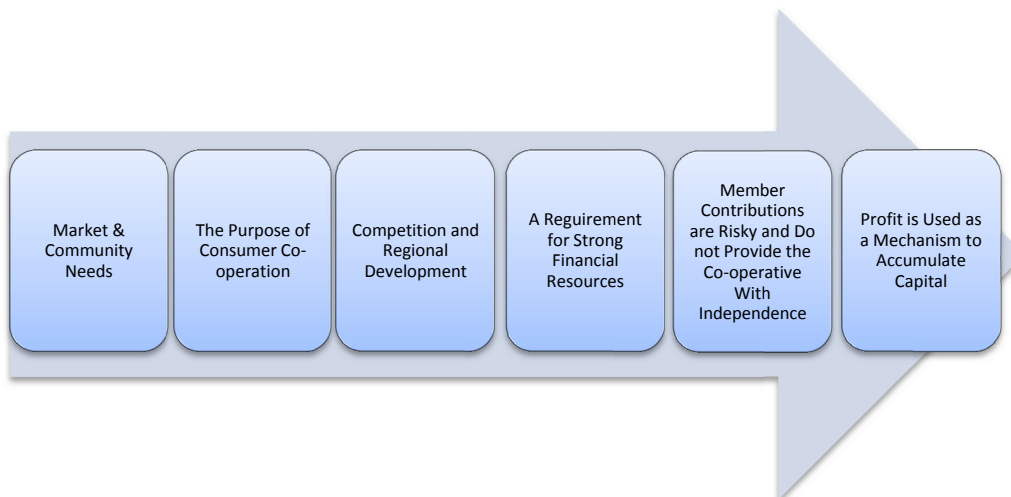 Market &
Community
Needs
The Purpose of
Consumer Co-
operation
Competition and
Regional
Development
A Reguirement
for Strong
Financial
Resources
Member
Contributions
are Risky and Do
not Provide the
Co-operative
With
Independence
Profit is Used as
a Mechanism to
Accumulate
Capital